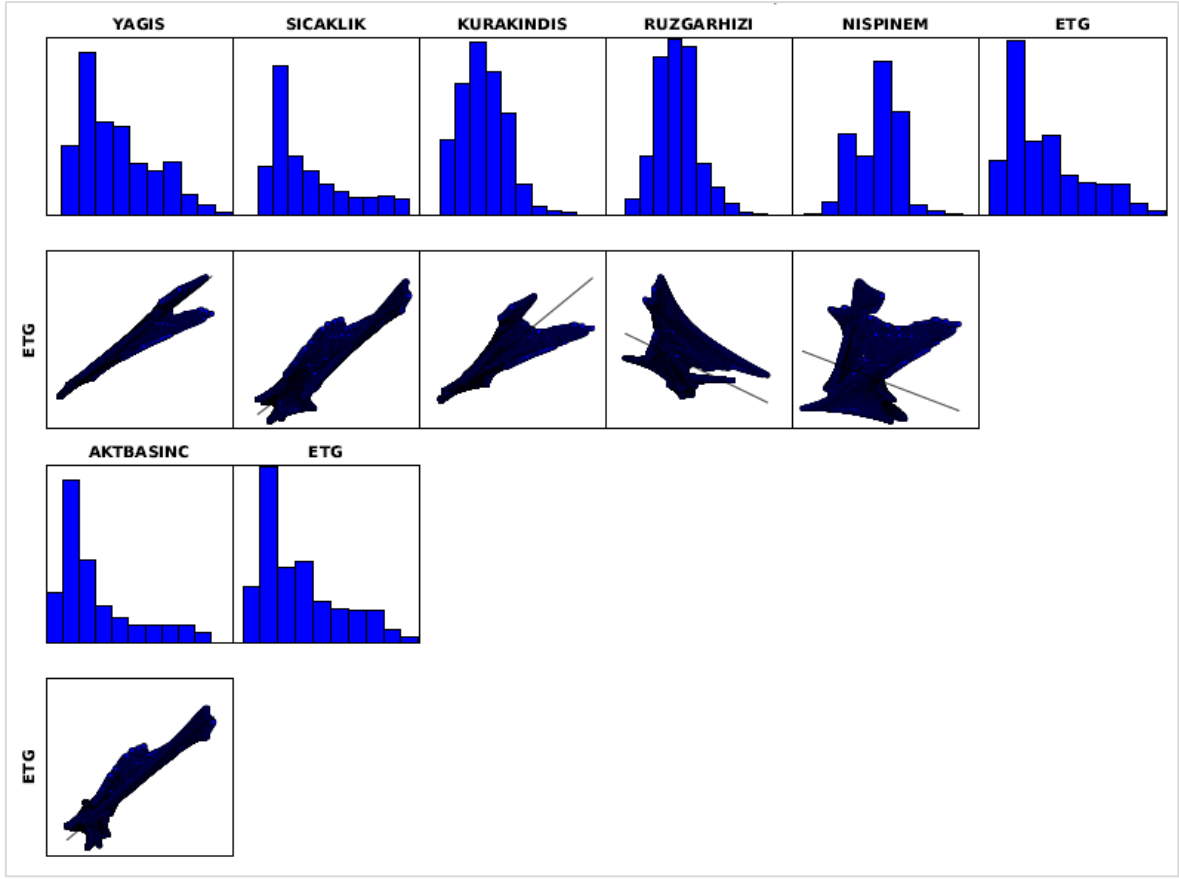 YAGIS SICAKLIK KURAKINDIS RUZGARHIZI NISPINEM ETG
ETG
AKTBASINC ETG
ETG